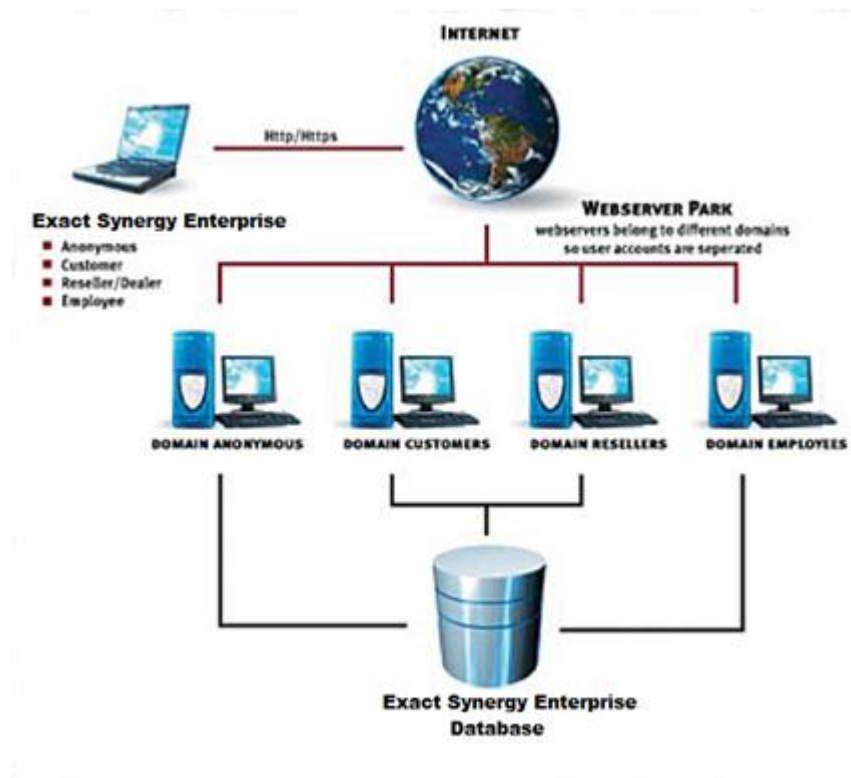 INTERNET
Http/Https
Exact Synergy Enterprise
Anonymous
Customer
Reseller/Dealer
Employee
WEBSERVER PARK
webservers belong to different domains
so user accounts are seperated
DOMAIN ANONYMOUS
DOMAIN CUSTOMERS
DOMAIN RESELLERS
DOMAIN EMPLOYEES
Exact Synergy Enterprise
Database